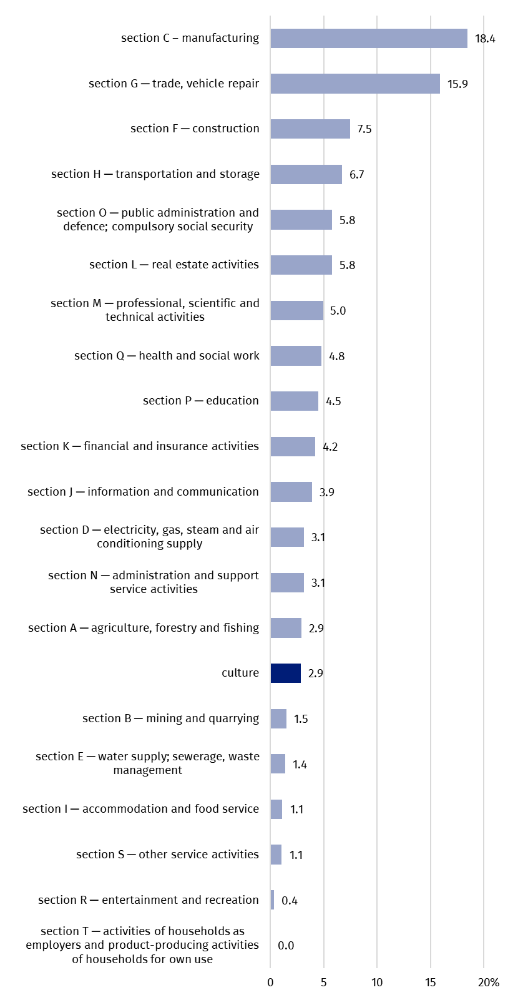 section C – manufacturing 18.4
section G — trade, vehicle repair 15.9
section F — construction 7.5
section H — transportation and storage 6.7
section O — public administration and
defence; compulsory social security 5.8
section L — real estate activities 5.8
section M — professional, scientific and
technical activities 5.0
section Q — health and social work 4.8
section P — education 4.5
section K — financial and insurance activities 4.2
section J — information and communication 3.9
section D — electricity, gas, steam and air
conditioning supply 3.1
section N — administration and support
service activities 3.1
section A — agriculture, forestry and fishing 2.9
culture 2.9
section B — mining and quarrying 1.5
section E — water supply; sewerage, waste
management 1.4
section I — accommodation and food service 1.1
section S — other service activities 1.1
section R — entertainment and recreation 0.4
section T — activities of households as
employers and product-producing activities 0.0
of households for own use
0 5 10 15 20%